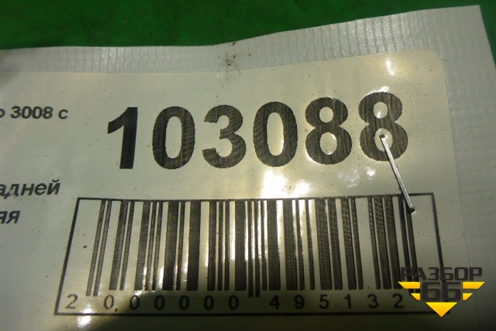 3008 с
103088
адней
яя
2 000000 495132
РАЗБОР
66